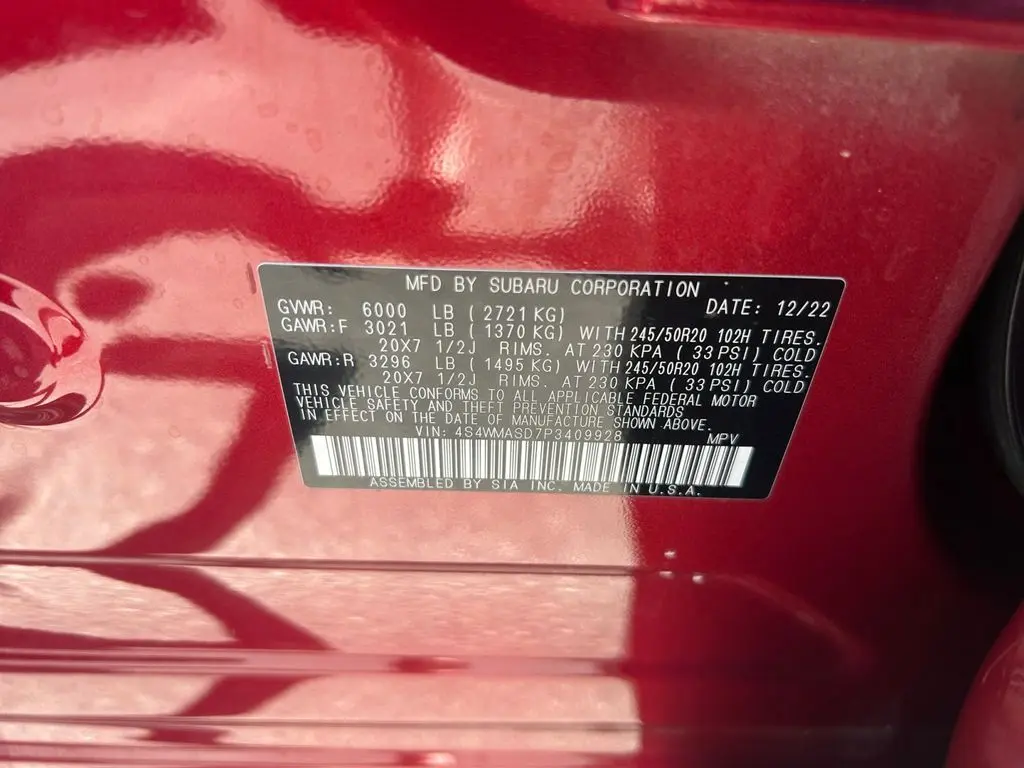 MFD BY SUBARU CORPORATION
GVWR: 6000 LB ( 2721 KG) DATE: 12/22
GAWR:F 3021 LB ( 1370 KG) WITH 245/50R20 102H TIRES.
20X7 1/2J RIMS. AT 230 KPA ( 33 PSI) COLD
GAWR:R 3296 LB ( 1495 KG) WITH 245/50R20 102H TIRES.
20X7 1/2J RIMS. AT 230 KPA ( 33 PSI) COLD
THIS VEHICLE CONFORMS TO ALL APPLICABLE FEDERAL MOTOR
VEHICLE SAFETY AND THEFT PREVENTION STANDARDS
IN EFFECT ON THE DATE OF MANUFACTURE SHOWN ABOVE.
VIN: 4S4WMASD7P3409928 MPV
ASSEMBLED BY SIA INC. MADE IN U.S.A.